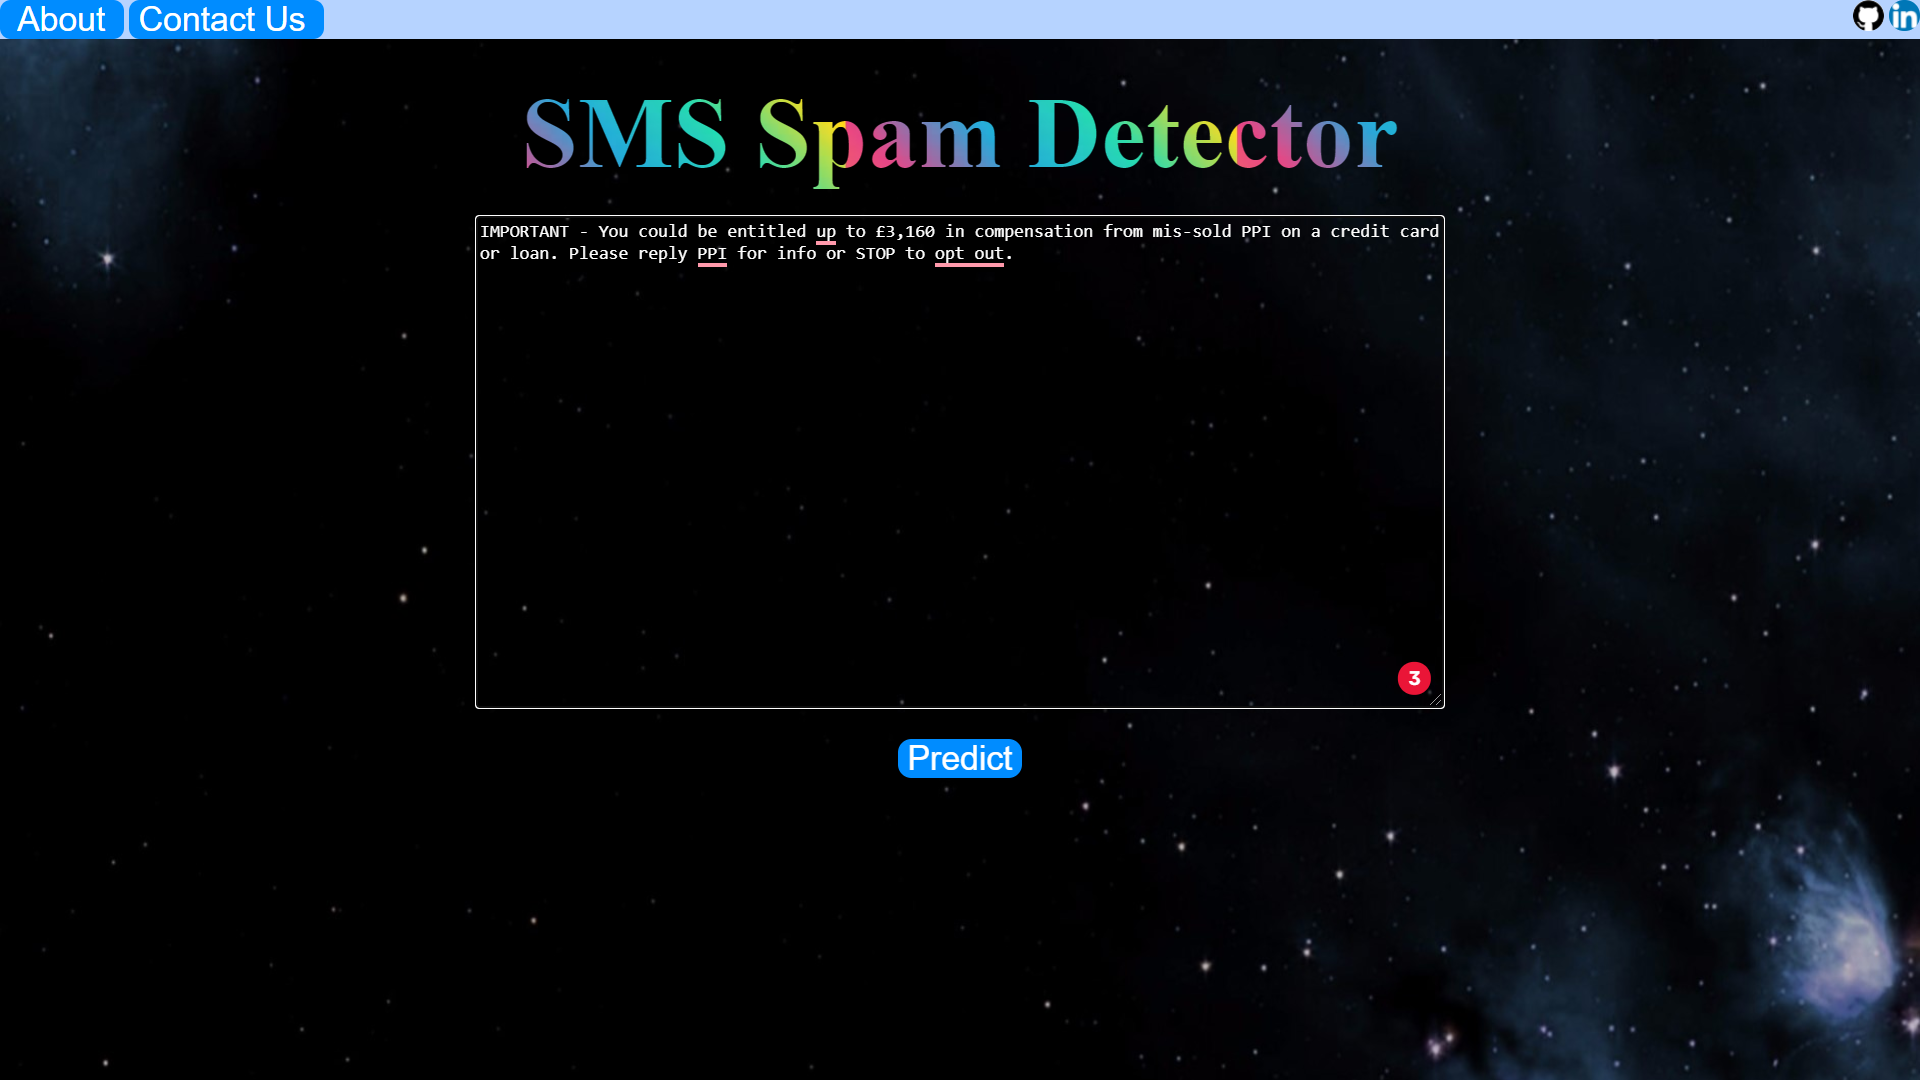 About Contact Us in
SMS Spam Detector
IMPORTANT - You could be entitled up to £3,160 in compensation from mis-sold PPI on a credit card
or loan. Please reply PPI for info or STOP to opt out.
3
Predict